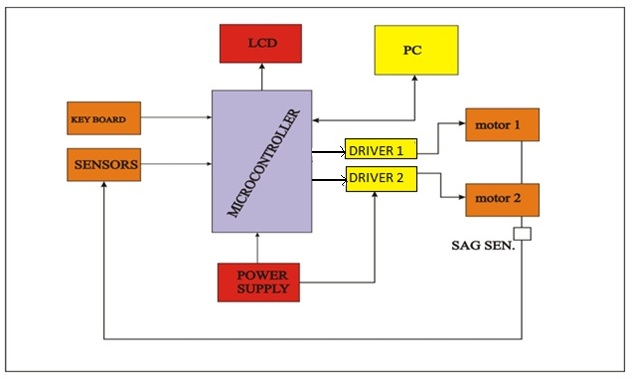 LCD
PC
KEY BOARD
SENSORS
MICROCONTROLLER
DRIVER 1
DRIVER 2
motor 1
motor 2
SAG SEN.
POWER
SUPPLY